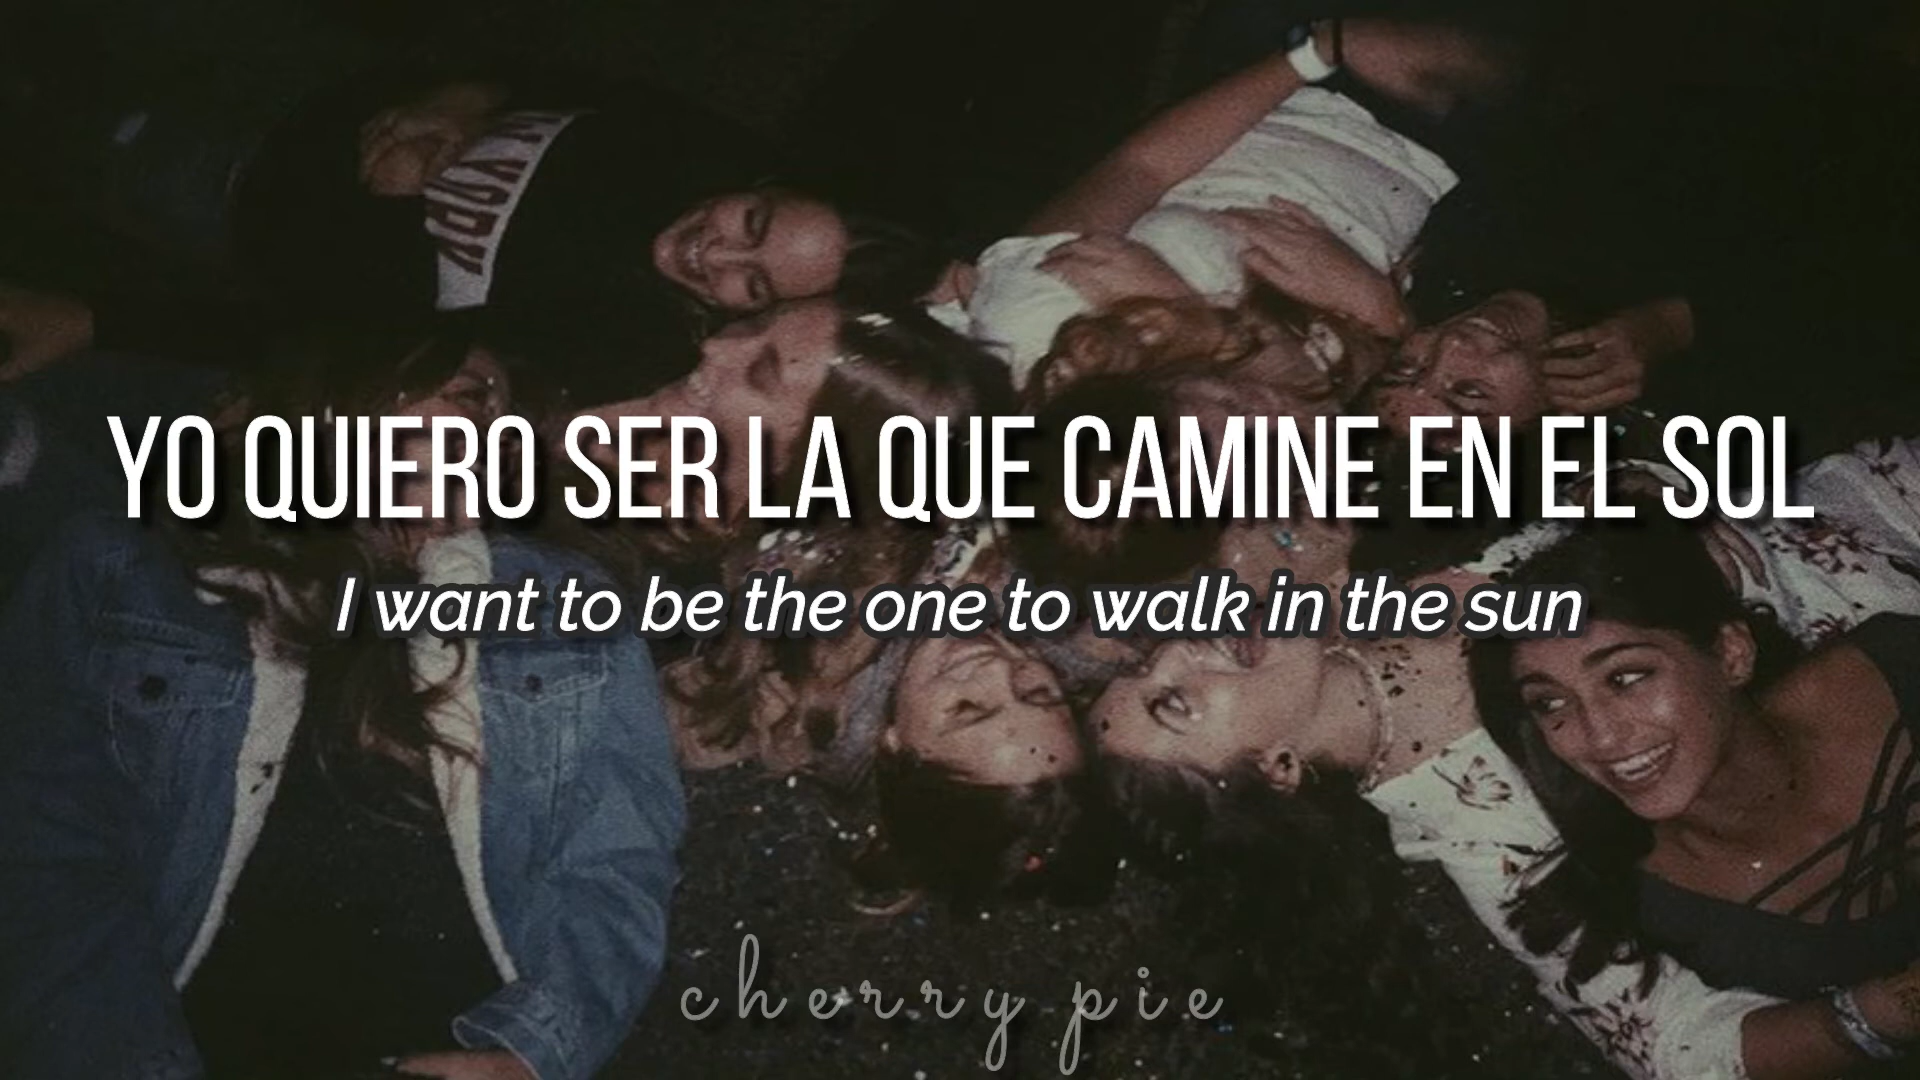 W YORK
YO QUIERO SER LA QUE CAMINE EN EL SOL
I want to be the one to walk in the sun
cherry pie